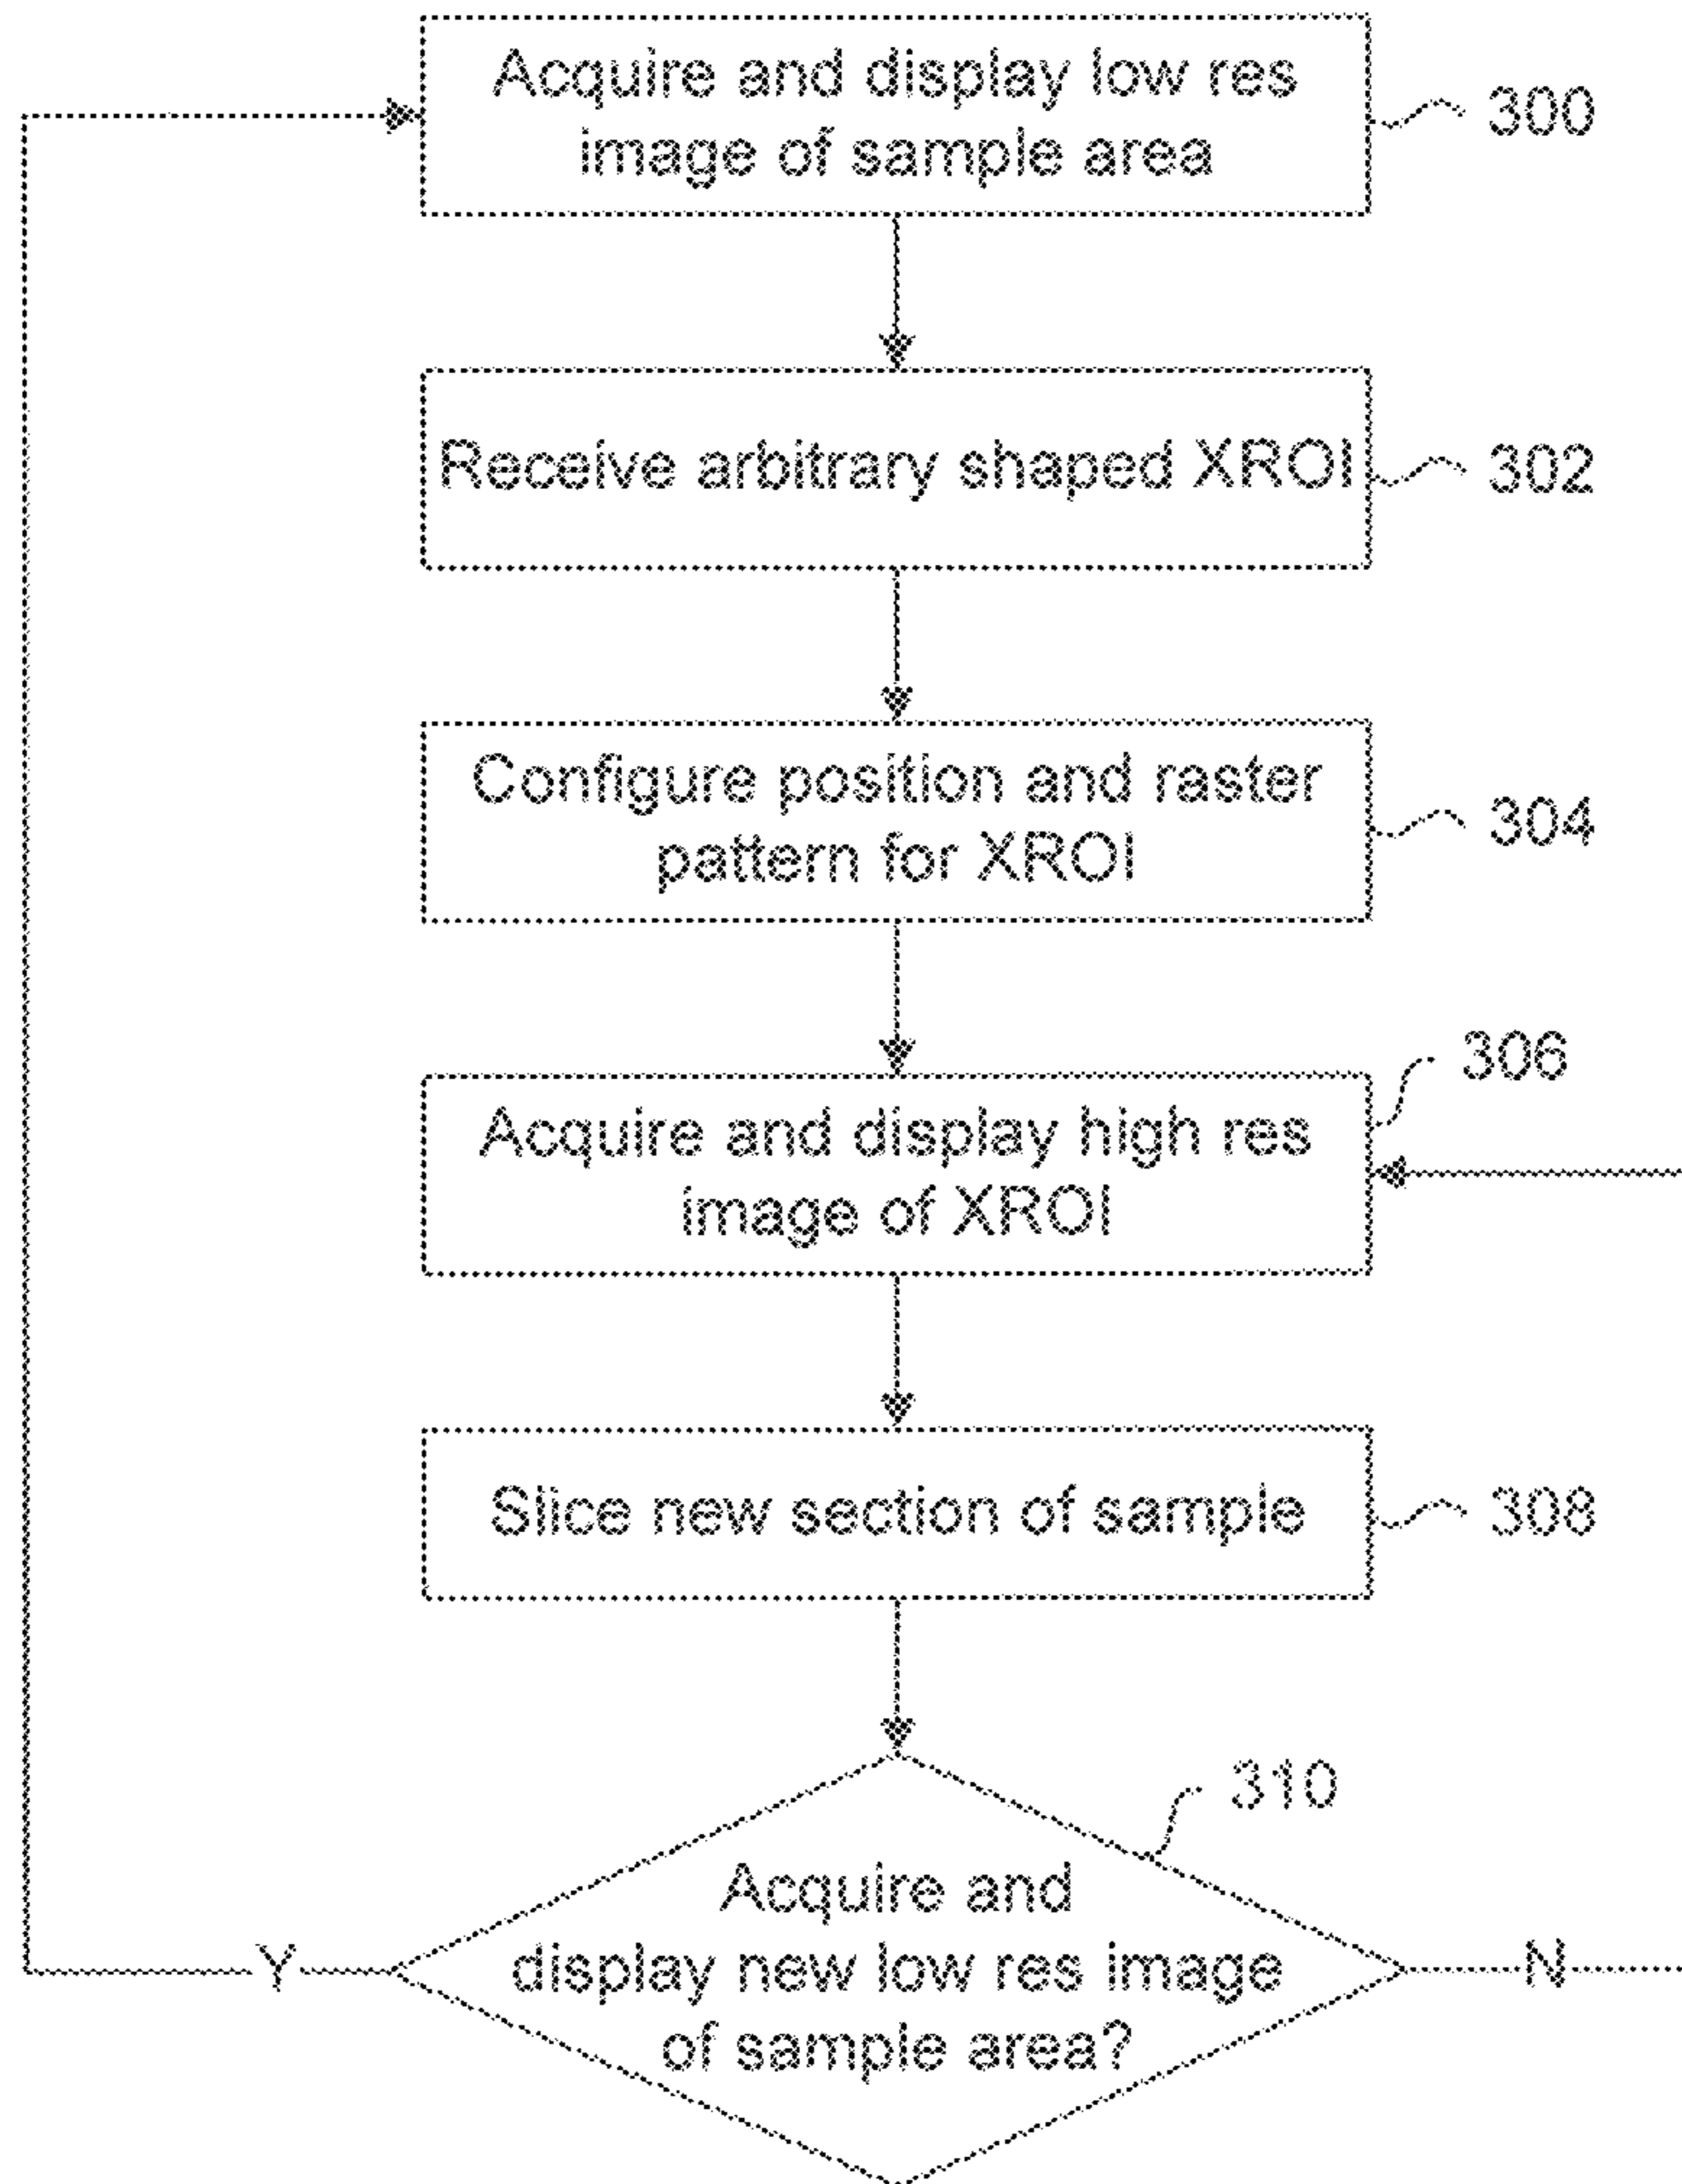 Acquire and display low res
image of sample area
300
Receive arbitrary shaped XROI
302
Configure position and raster
pattern for XROI
304
306
Acquire and display high res
image of XROI
Slice new section of sample
308
310
Acquire and
display new low res image
of sample area?
Y
N